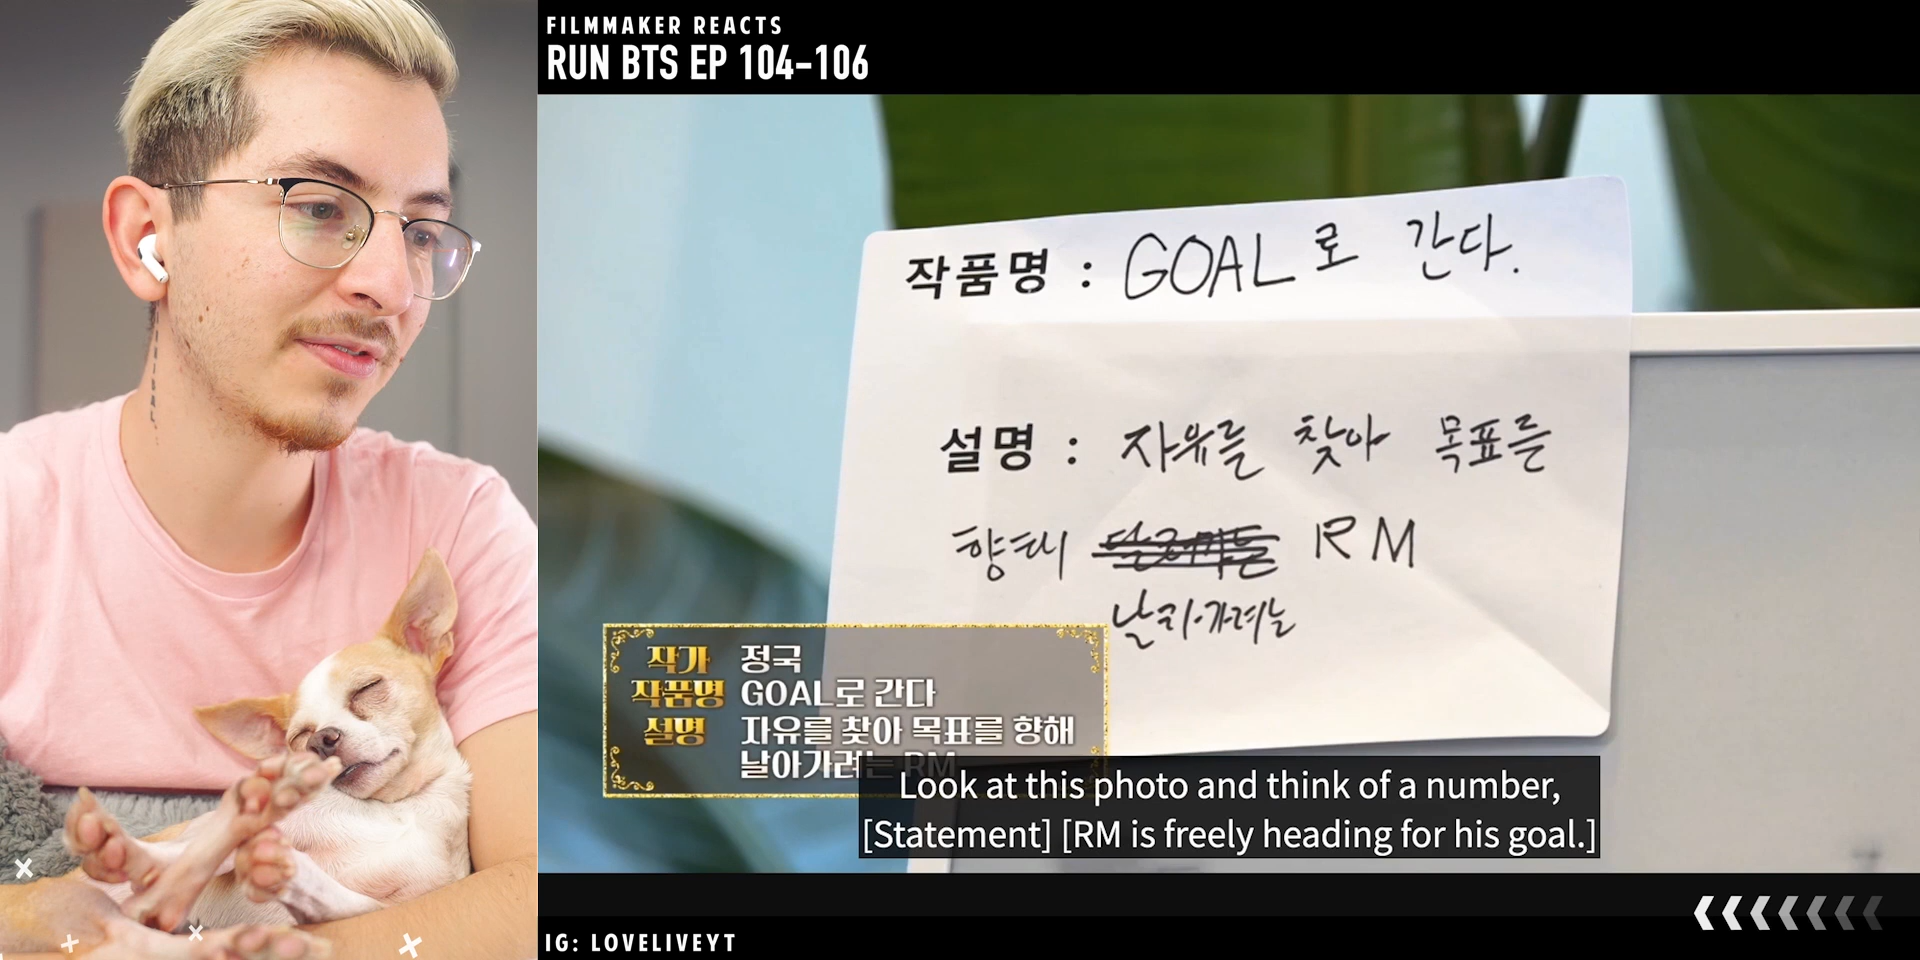 FILMMAKER REACTS
RUN BTS EP 104-106
작품명 : GOAL로 간다.
설명 : 자유를 찾아 목표를
향해 RM
날아가려는
작가 정국
작품명 GOAL로 간다
설명 자유를 찾아 목표를 향해
날아가려는 RM
Look at this photo and think of a number,
[Statement] [RM is freely heading for his goal.]
IG: LOVELIVEYT